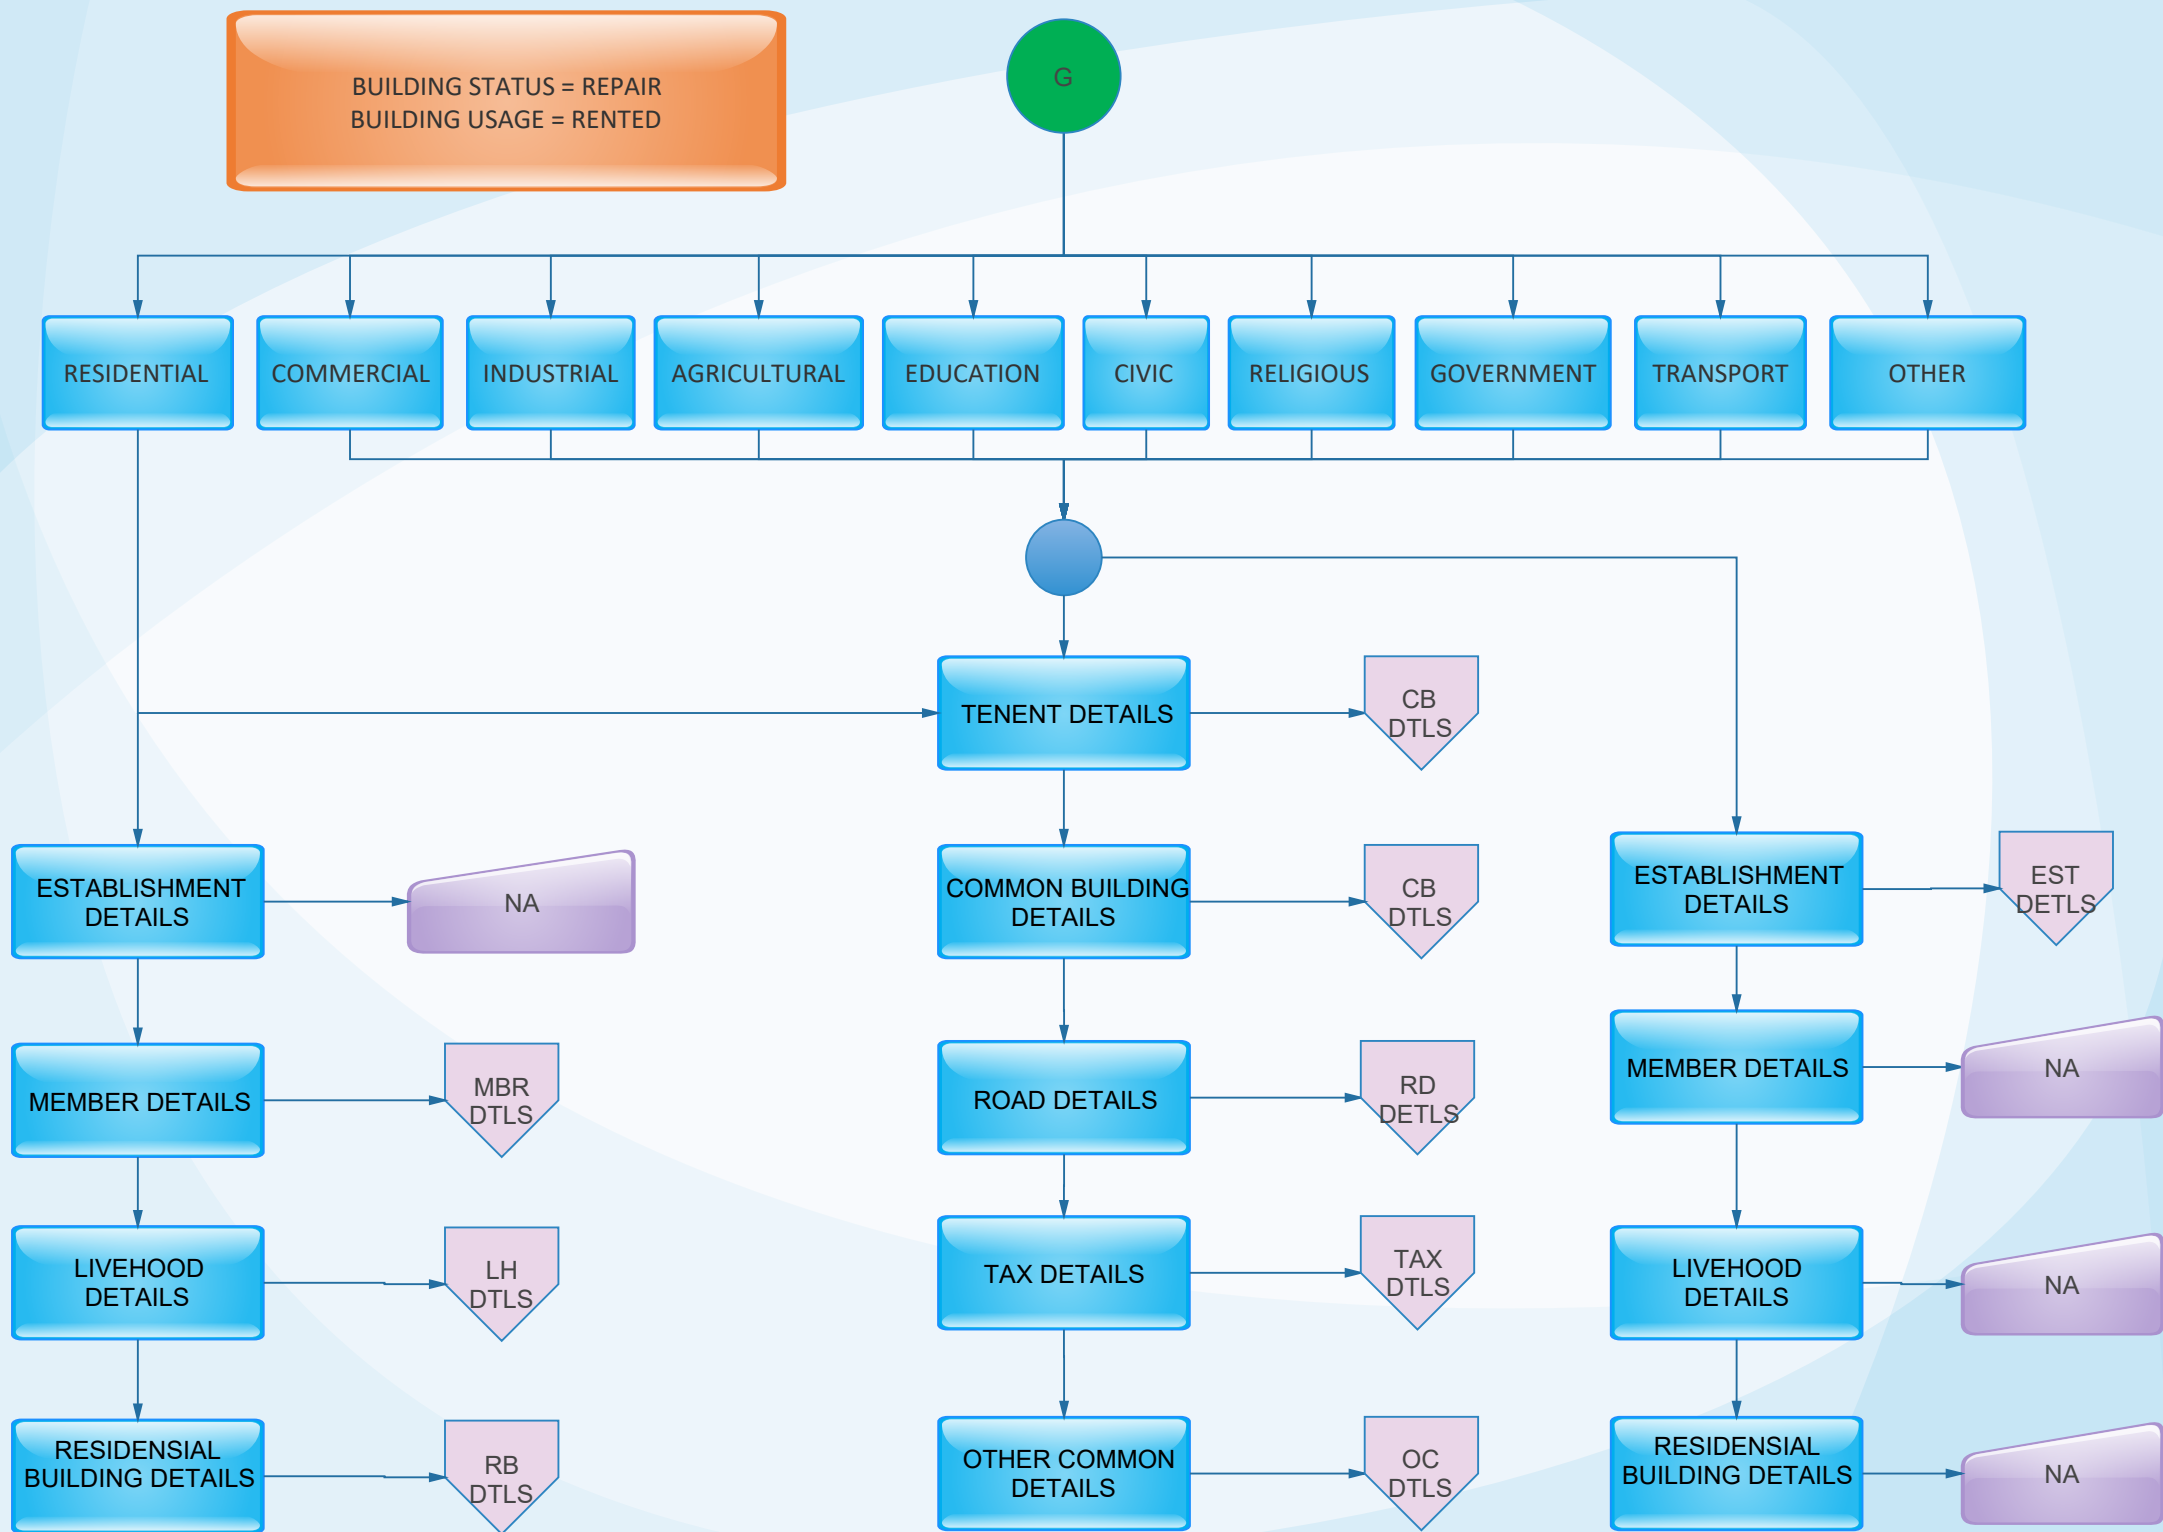 BUILDING STATUS = REPAIR
BUILDING USAGE = RENTED
G
RESIDENTIAL
COMMERCIAL
INDUSTRIAL
AGRICULTURAL
EDUCATION
CIVIC
RELIGIOUS
GOVERNMENT
TRANSPORT
OTHER
TENENT DETAILS
CB
DTLS
ESTABLISHMENT
DETAILS
NA
COMMON BUILDING
DETAILS
CB
DTLS
ESTABLISHMENT
DETAILS
EST
DETLS
MEMBER DETAILS
MBR
DTLS
ROAD DETAILS
RD
DETLS
MEMBER DETAILS
NA
LIVEHOOD
DETAILS
LH
DTLS
TAX DETAILS
TAX
DTLS
LIVEHOOD
DETAILS
NA
RESIDENSIAL
BUILDING DETAILS
RB
DTLS
OTHER COMMON
DETAILS
OC
DTLS
RESIDENSIAL
BUILDING DETAILS
NA